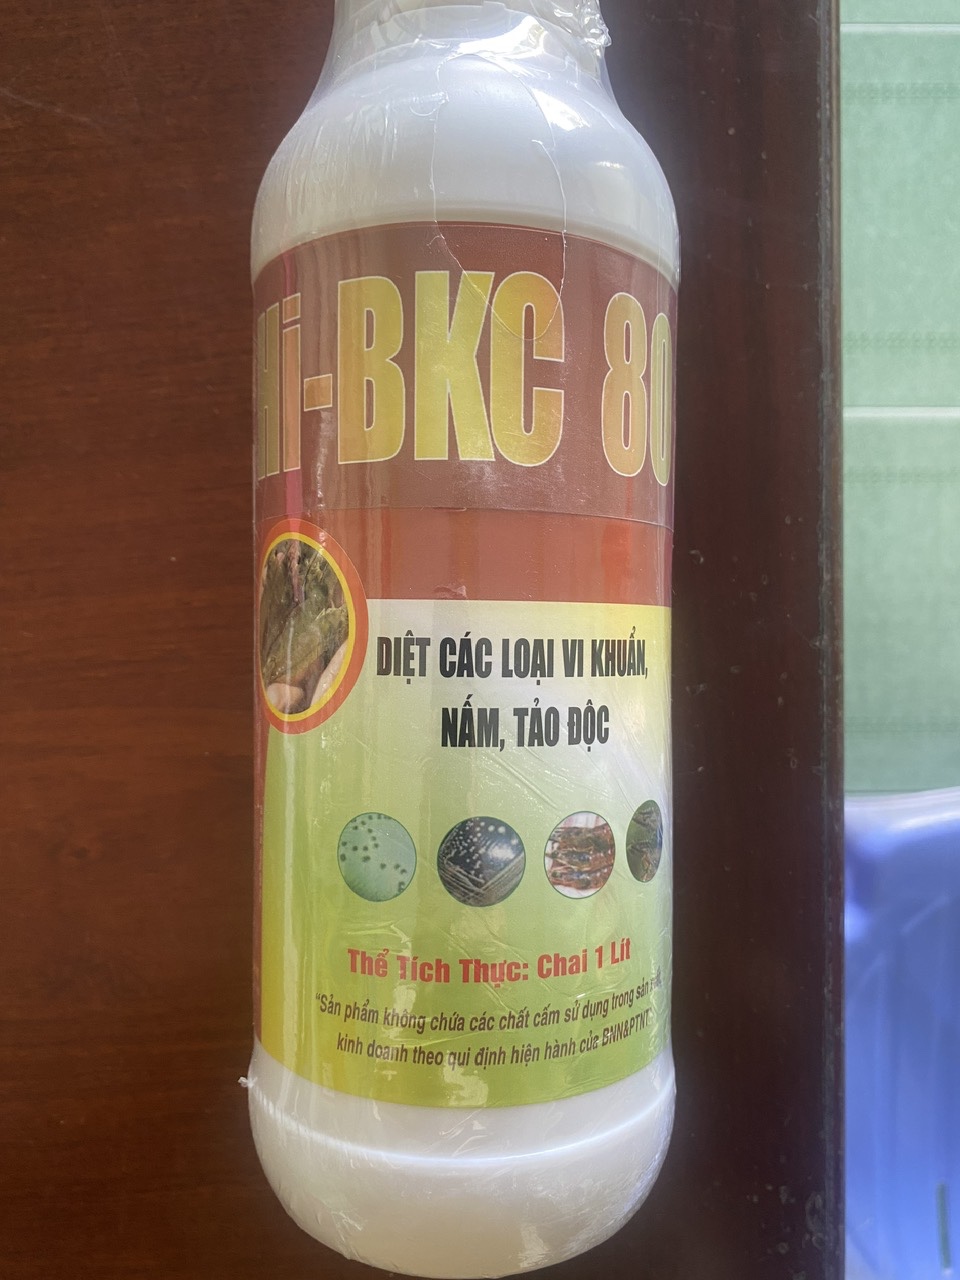 Hi-BKC 80
DIỆT CÁC LOẠI VI KHUẨN,
NẤM, TẢO ĐỘC
Thể Tích Thực: Chai 1 Lít
"Sản phẩm không chứa các chất cấm sử dụng trong sản
kinh doanh theo qui định hiện hành của BNN&PTNT